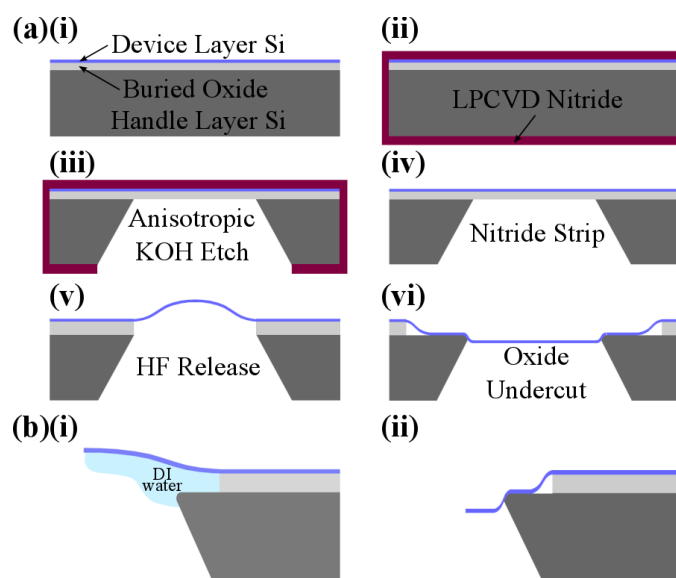 (a)(i)
Device Layer Si
Buried Oxide
Handle Layer Si
(ii)
LPCVD Nitride
(iii)
Anisotropic
KOH Etch
(iv)
Nitride Strip
(v)
HF Release
(vi)
Oxide
Undercut
(b)(i)
DI
water
(ii)